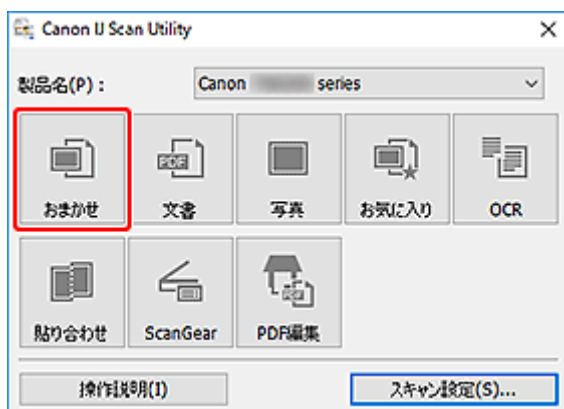 Canon IJ Scan Utility
製品名(P) :
Canon series
おまかせ
文書
写真
お気に入り
OCR
貼り合わせ
ScanGear
PDF編集
操作説明(I)
スキャン設定(S)...